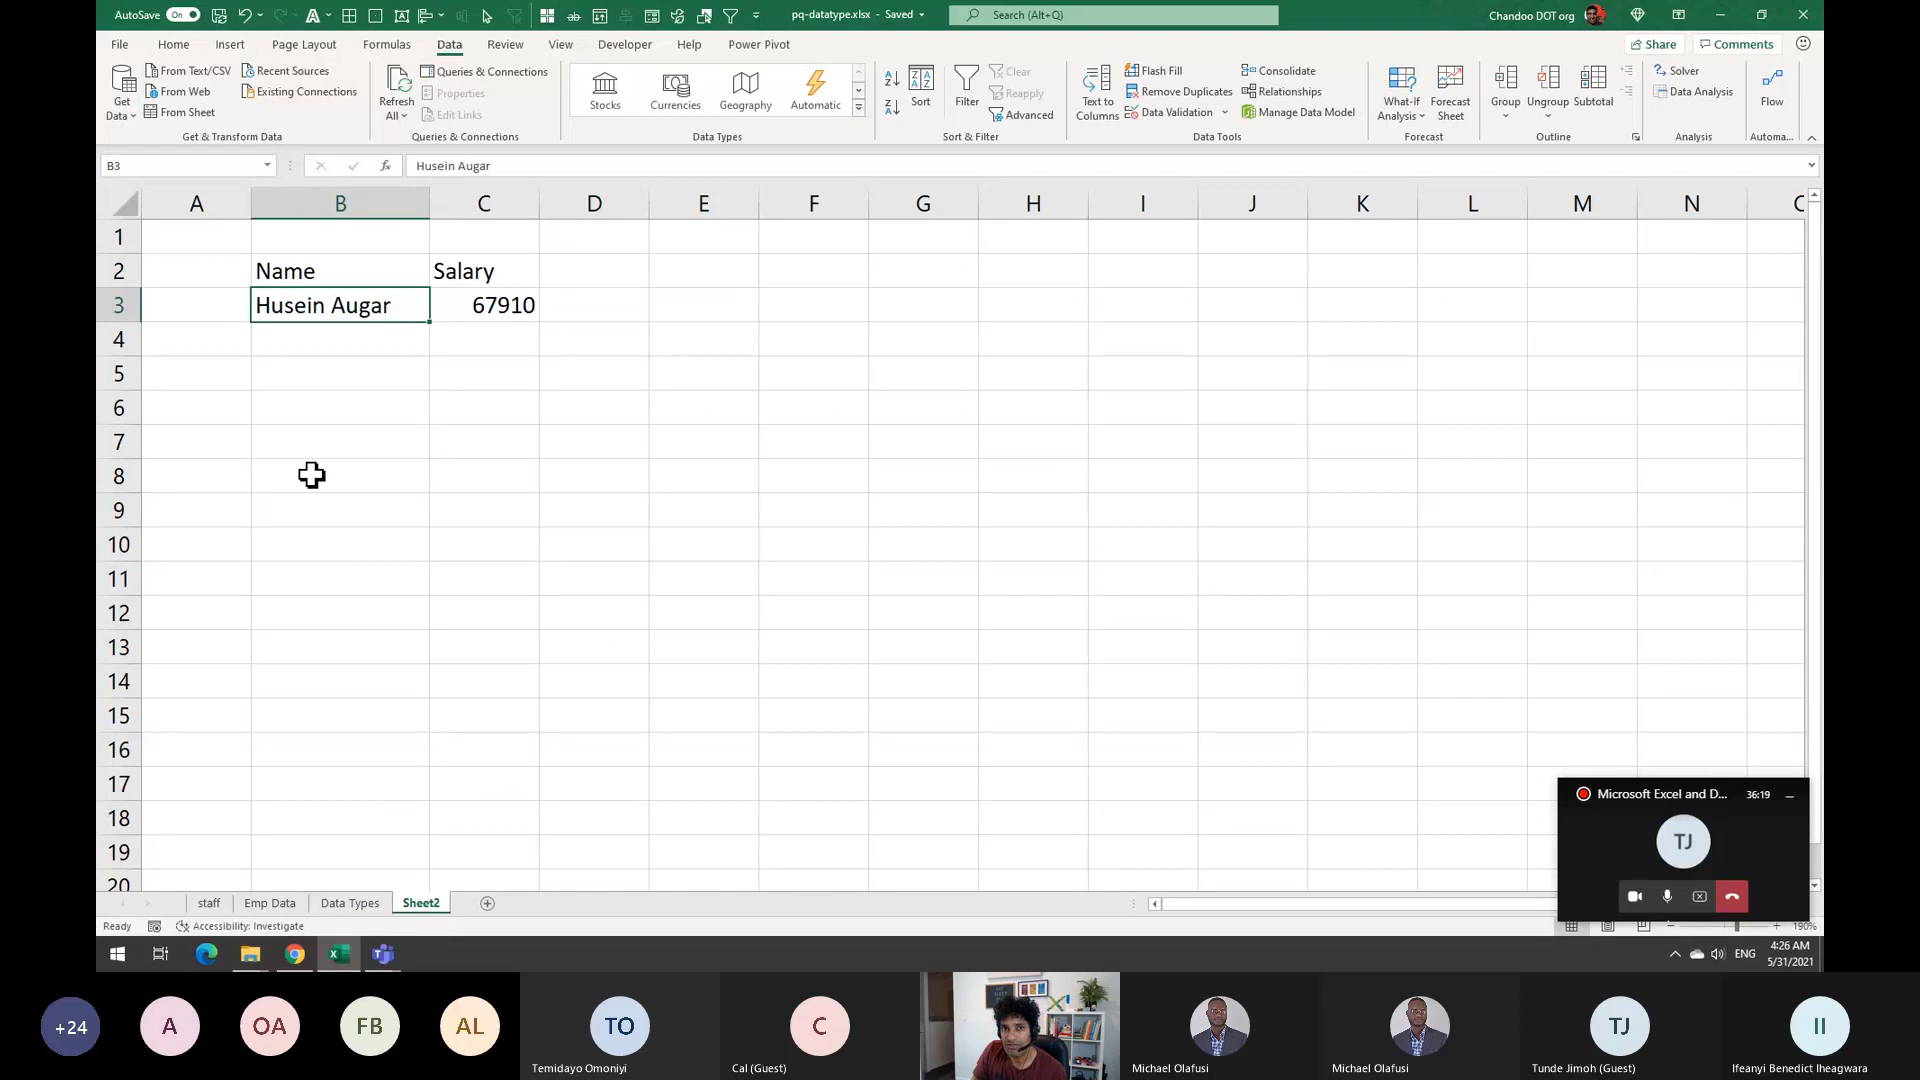 AutoSave On pq-datatype.xlsx - Saved Search (Alt+Q) Chandoo DOT org
File Home Insert Page Layout Formulas Data Review View Developer Help Power Pivot Share Comments
Get Data From Text/CSV From Web From Sheet Recent Sources Existing Connections
Get & Transform Data
Refresh All Queries & Connections Properties Edit Links
Queries & Connections
Stocks Currencies Geography Automatic
Data Types
Sort Filter Clear Reapply Advanced
Sort & Filter
Text to Columns Flash Fill Remove Duplicates Data Validation Consolidate Relationships Manage Data Model
Data Tools
What-If Analysis Forecast Sheet
Forecast
Group Ungroup Subtotal
Outline
Solver Data Analysis
Analysis
Flow
Automa...
B3 fx Husein Augar
A B C D E F G H I J K L M N
1
2 Name Salary
3 Husein Augar 67910
4
5
6
7
8
9
10
11
12
13
14
15
16
17
18
19
20
Microsoft Excel and D... 36:19
TJ
staff Emp Data Data Types Sheet2
Ready Accessibility: Investigate 190%
ENG 4:26 AM
5/31/2021
+24 A OA FB AL TO C TJ II
Temidayo Omoniyi Cal (Guest) Michael Olafusi Michael Olafusi Tunde Jimoh (Guest) Ifeanyi Benedict Iheagwara